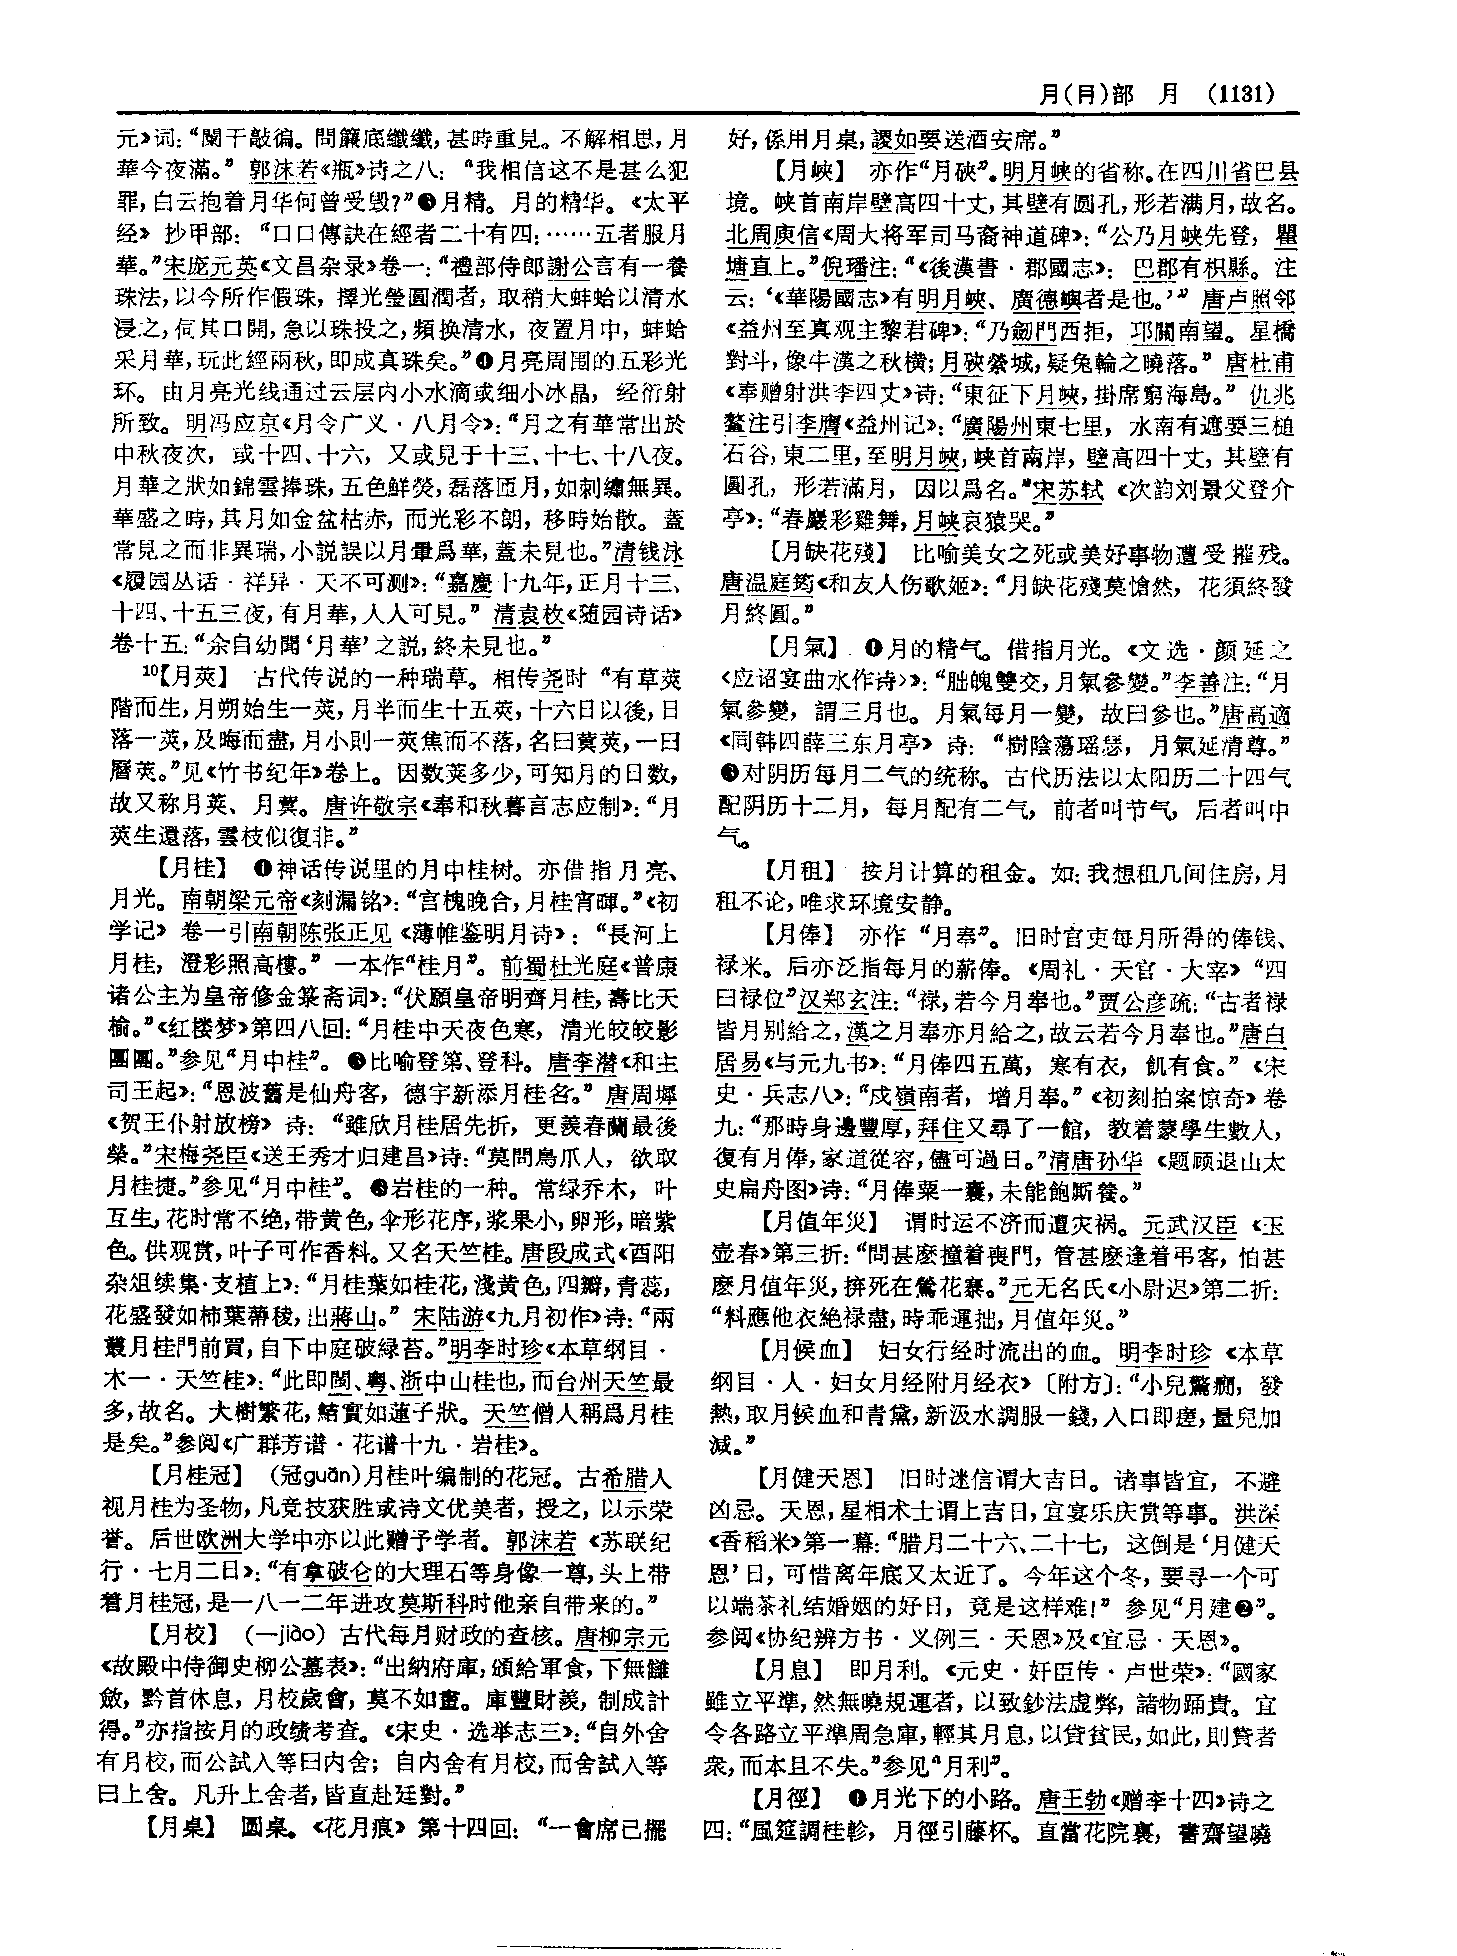 月(⺝)部　月　(1131)
元》词：“闌干敲徧。問簾底纖纖，甚時重見。不解相思，月
華今夜滿。”郭沫若《瓶》诗之八：“我相信这不是甚么犯
罪，白云抱着月华何曾受毁？”❸月精。月的精华。《太平
经》抄甲部：“口口傳訣在經者二十有四：……五者服月
華。”宋庞元英《文昌杂录》卷一：“禮部侍郎謝公言有一養
珠法，以今所作假珠，擇光瑩圓潤者，取稍大蚌蛤以清水
浸之，伺其口開，急以珠投之，頻换清水，夜置月中，蚌蛤
采月華，玩此經兩秋，即成真珠矣。”❹月亮周围的五彩光
环。由月亮光线通过云层内小水滴或细小冰晶，经衍射
所致。明冯应京《月令广义·八月令》：“月之有華常出於
中秋夜次，或十四、十六，又或見于十三、十七、十八夜。
月華之狀如錦雲捧珠，五色鮮熒，磊落匝月，如刺繡無異。
華盛之時，其月如金盆枯赤，而光彩不朗，移時始散。蓋
常見之而非異瑞，小説誤以月暈爲華，蓋未見也。”清钱泳
《履园丛话·祥异·天不可测》：“嘉慶十九年，正月十三、
十四、十五三夜，有月華，人人可見。”清袁枚《随园诗话》
卷十五：“余自幼聞‘月華’之説，終未見也。”
10【月莢】　古代传说的一种瑞草。相传尧时“有草莢
階而生，月朔始生一莢，月半而生十五莢，十六日以後，日
落一莢，及晦而盡，月小則一莢焦而不落，名曰蓂莢，一曰
曆莢。”见《竹书纪年》卷上。因数荚多少，可知月的日数，
故又称月荚、月蓂。唐许敬宗《奉和秋暮言志应制》：“月
莢生還落，雲枝似復非。”
【月桂】　❶神话传说里的月中桂树。亦借指月亮、
月光。南朝梁元帝《刻漏铭》：“宫槐晚合，月桂宵暉。”《初
学记》卷一引南朝陈张正见《薄帷鉴明月诗》：“長河上
月桂，澄彩照高樓。”一本作“桂月”。前蜀杜光庭《普康
诸公主为皇帝修金箓斋词》：“伏願皇帝明齊月桂，壽比天
榆。”《红楼梦》第四八回：“月桂中天夜色寒，清光皎皎影
團團。”参见“月中桂”。❷比喻登第、登科。唐李潜《和主
司王起》：“恩波舊是仙舟客，德宇新添月桂名。”唐周墀
《贺王仆射放榜》诗：“雖欣月桂居先折，更羡春蘭最後
榮。”宋梅尧臣《送王秀才归建昌》诗：“莫問鳥爪人，欲取
月桂捷。”参见“月中桂”。❸岩桂的一种。常绿乔木，叶
互生，花时常不绝，带黄色，伞形花序，浆果小，卵形，暗紫
色。供观赏，叶子可作香料。又名天竺桂。唐段成式《酉阳
杂俎续集·支植上》：“月桂葉如桂花，淺黄色，四瓣，青蕊，
花盛發如柿葉蔕稜，出蔣山。”宋陆游《九月初作》诗：“兩
叢月桂門前買，自下中庭破緑苔。”明李时珍《本草纲目·
木一·天竺桂》：“此即閩、粤、浙中山桂也，而台州天竺最
多，故名。大樹繁花，結實如蓮子狀。天竺僧人稱爲月桂
是矣。”参阅《广群芳谱·花谱十九·岩桂》。
【月桂冠】　（冠guān）月桂叶编制的花冠。古希腊人
视月桂为圣物，凡竞技获胜或诗文优美者，授之，以示荣
誉。后世欧洲大学中亦以此赠予学者。郭沫若《苏联纪
行·七月二日》：“有拿破仑的大理石等身像一尊，头上带
着月桂冠，是一八一二年进攻莫斯科时他亲自带来的。”
【月校】　（—jiào）古代每月财政的查核。唐柳宗元
《故殿中侍御史柳公墓表》：“出納府庫，頒給軍食，下無讎
斂，黔首休息，月校歲會，莫不如畫。庫豐財羡，制成計
得。”亦指按月的政绩考查。《宋史·选举志三》：“自外舍
有月校，而公試入等曰内舍；自内舍有月校，而舍試入等
曰上舍。凡升上舍者，皆直赴廷對。”
【月桌】　圆桌。《花月痕》第十四回：“一會席已擺
好，係用月桌，謖如要送酒安席。”
【月峽】　亦作“月硤”。明月峡的省称。在四川省巴县
境。峡首南岸壁高四十丈，其壁有圆孔，形若满月，故名。
北周庾信《周大将军司马裔神道碑》：“公乃月峽先登，瞿
塘直上。”倪璠注：“《後漢書·郡國志》：巴郡有枳縣。注
云：‘《華陽國志》有明月峽、廣德嶼者是也。’”唐卢照邻
《益州至真观主黎君碑》：“乃劒門西拒，邛關南望。星橋
對斗，像牛漢之秋横；月硤縈城，疑兔輪之曉落。”唐杜甫
《奉赠射洪李四丈》诗：“東征下月峽，掛席窮海島。”仇兆
鳌注引李膺《益州记》：“廣陽州東七里，水南有遮要三槌
石谷，東二里，至明月峽，峽首南岸，壁高四十丈，其壁有
圓孔，形若滿月，因以爲名。”宋苏轼《次韵刘景父登介
亭》：“春巖彩雞舞，月峽哀猿哭。”
【月缺花殘】　比喻美女之死或美好事物遭受摧残。
唐温庭筠《和友人伤歌姬》：“月缺花殘莫愴然，花須終發
月終圓。”
【月氣】　❶月的精气。借指月光。《文选·颜延之
〈应诏宴曲水作诗〉》：“朏魄雙交，月氣參變。”李善注：“月
氣參變，謂三月也。月氣每月一變，故曰參也。”唐高適
《同韩四薛三东月亭》诗：“樹陰蕩瑶瑟，月氣延清尊。”
❷对阴历每月二气的统称。古代历法以太阳历二十四气
配阴历十二月，每月配有二气，前者叫节气，后者叫中
气。
【月租】　按月计算的租金。如：我想租几间住房，月
租不论，唯求环境安静。
【月俸】　亦作“月奉”。旧时官吏每月所得的俸钱、
禄米。后亦泛指每月的薪俸。《周礼·天官·大宰》“四
曰禄位”汉郑玄注：“禄，若今月奉也。”贾公彦疏：“古者禄
皆月别給之，漢之月奉亦月給之，故云若今月奉也。”唐白
居易《与元九书》：“月俸四五萬，寒有衣，飢有食。”《宋
史·兵志八》：“戍嶺南者，增月奉。”《初刻拍案惊奇》卷
九：“那時身邊豐厚，拜住又尋了一館，教着蒙學生數人，
復有月俸，家道從容，儘可過日。”清唐孙华《题顾退山太
史扁舟图》诗：“月俸粟一囊，未能飽厮養。”
【月值年災】　谓时运不济而遭灾祸。元武汉臣《玉
壶春》第三折：“問甚麽撞着喪門，管甚麽逢着弔客，怕甚
麽月值年災，拚死在鶯花寨。”元无名氏《小尉迟》第二折：
“料應他衣絶禄盡，時乖運拙，月值年災。”
【月候血】　妇女行经时流出的血。明李时珍《本草
纲目·人·妇女月经附月经衣》〔附方〕：“小兒驚癇，發
熱，取月候血和青黛，新汲水調服一錢，入口即瘥，量兒加
減。”
【月健天恩】　旧时迷信谓大吉日。诸事皆宜，不避
凶忌。天恩，星相术士谓上吉日，宜宴乐庆赏等事。洪深
《香稻米》第一幕：“腊月二十六、二十七，这倒是‘月健天
恩’日，可惜离年底又太近了。今年这个冬，要寻一个可
以端茶礼结婚姻的好日，竟是这样难！”参见“月建❷”。
参阅《协纪辨方书·义例三·天恩》及《宜忌·天恩》。
【月息】　即月利。《元史·奸臣传·卢世荣》：“國家
雖立平準，然無曉規運者，以致鈔法虚弊，諸物踊貴。宜
令各路立平準周急庫，輕其月息，以貸貧民，如此，則貸者
衆，而本且不失。”参见“月利”。
【月徑】　❶月光下的小路。唐王勃《赠李十四》诗之
四：“風筵調桂軫，月徑引藤杯。直當花院裏，書齋望曉